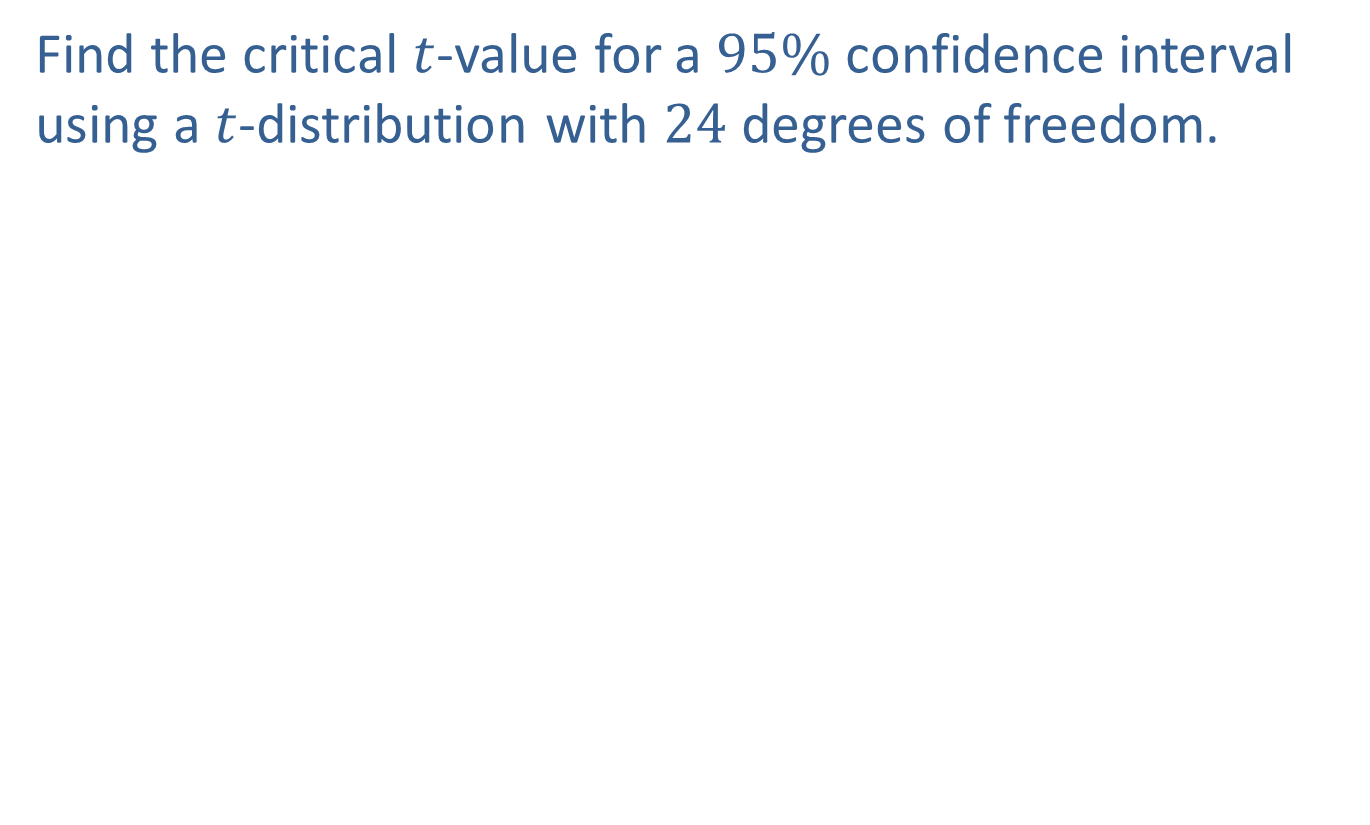 Find the critical t-value for a 95% confidence interval
using a t-distribution with 24 degrees of freedom.